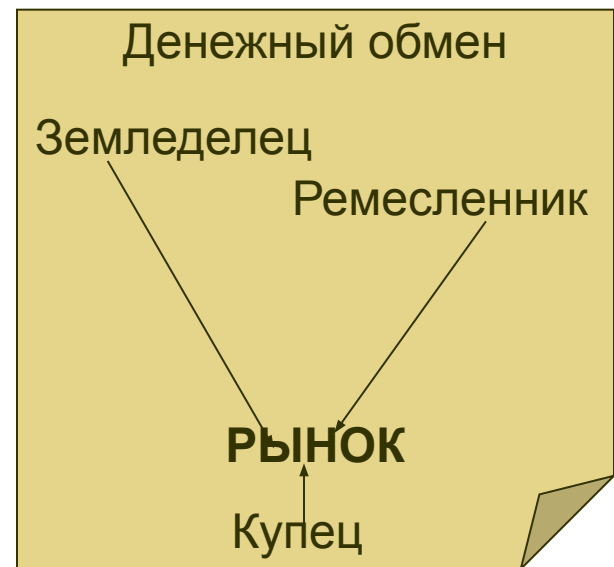 Денежный обмен
Земледелец
Ремесленник
РЫНОК
Купец